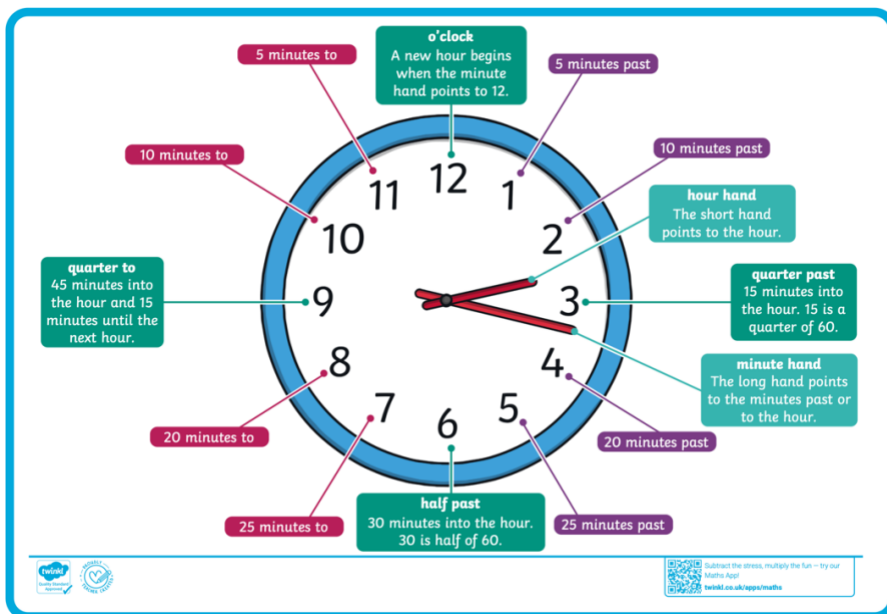 o'clock
A new hour begins
when the minute
hand points to 12.
5 minutes to
5 minutes past
10 minutes to
10 minutes past
hour hand
The short hand
points to the hour.
quarter to
45 minutes into
the hour and 15
minutes until the
next hour.
quarter past
15 minutes into
the hour. 15 is a
quarter of 60.
minute hand
The long hand points
to the minutes past or
to the hour.
20 minutes to
20 minutes past
25 minutes to
25 minutes past
half past
30 minutes into the hour.
30 is half of 60.
12
1
2
3
4
5
6
7
8
9
10
11
twinkl
Quality Standard
Approved
Subtract the stress, multiply the fun – try our
Maths App!
twinkl.co.uk/apps/maths